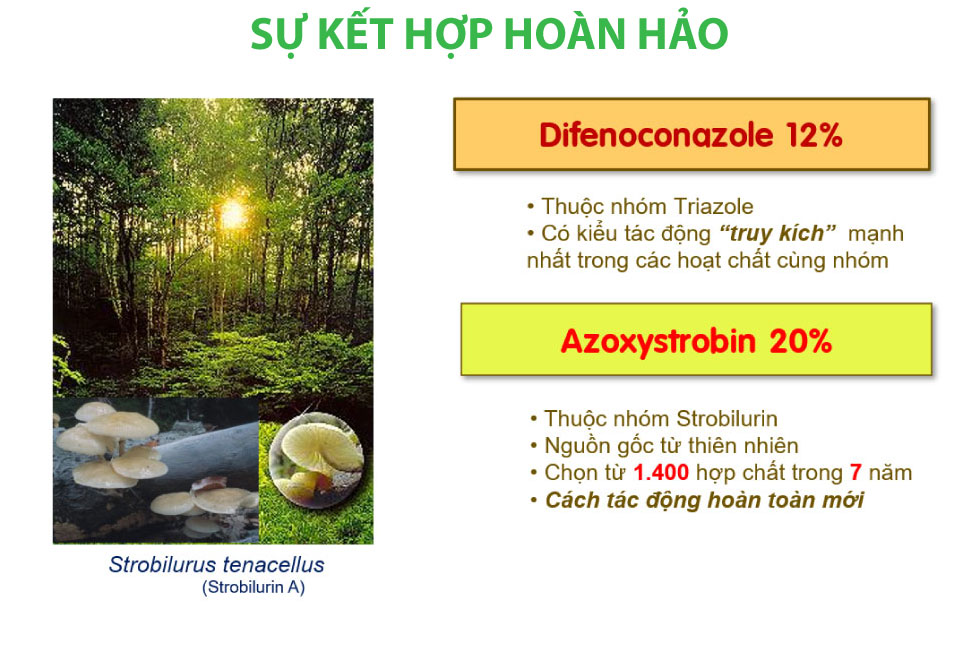 SỰ KẾT HỢP HOÀN HẢO
Difenoconazole 12%
• Thuộc nhóm Triazole
• Có kiểu tác động “truy kích” mạnh
nhất trong các hoạt chất cùng nhóm
Azoxystrobin 20%
• Thuộc nhóm Strobilurin
• Nguồn gốc từ thiên nhiên
• Chọn từ 1.400 hợp chất trong 7 năm
• Cách tác động hoàn toàn mới
Strobilurus tenacellus
(Strobilurin A)